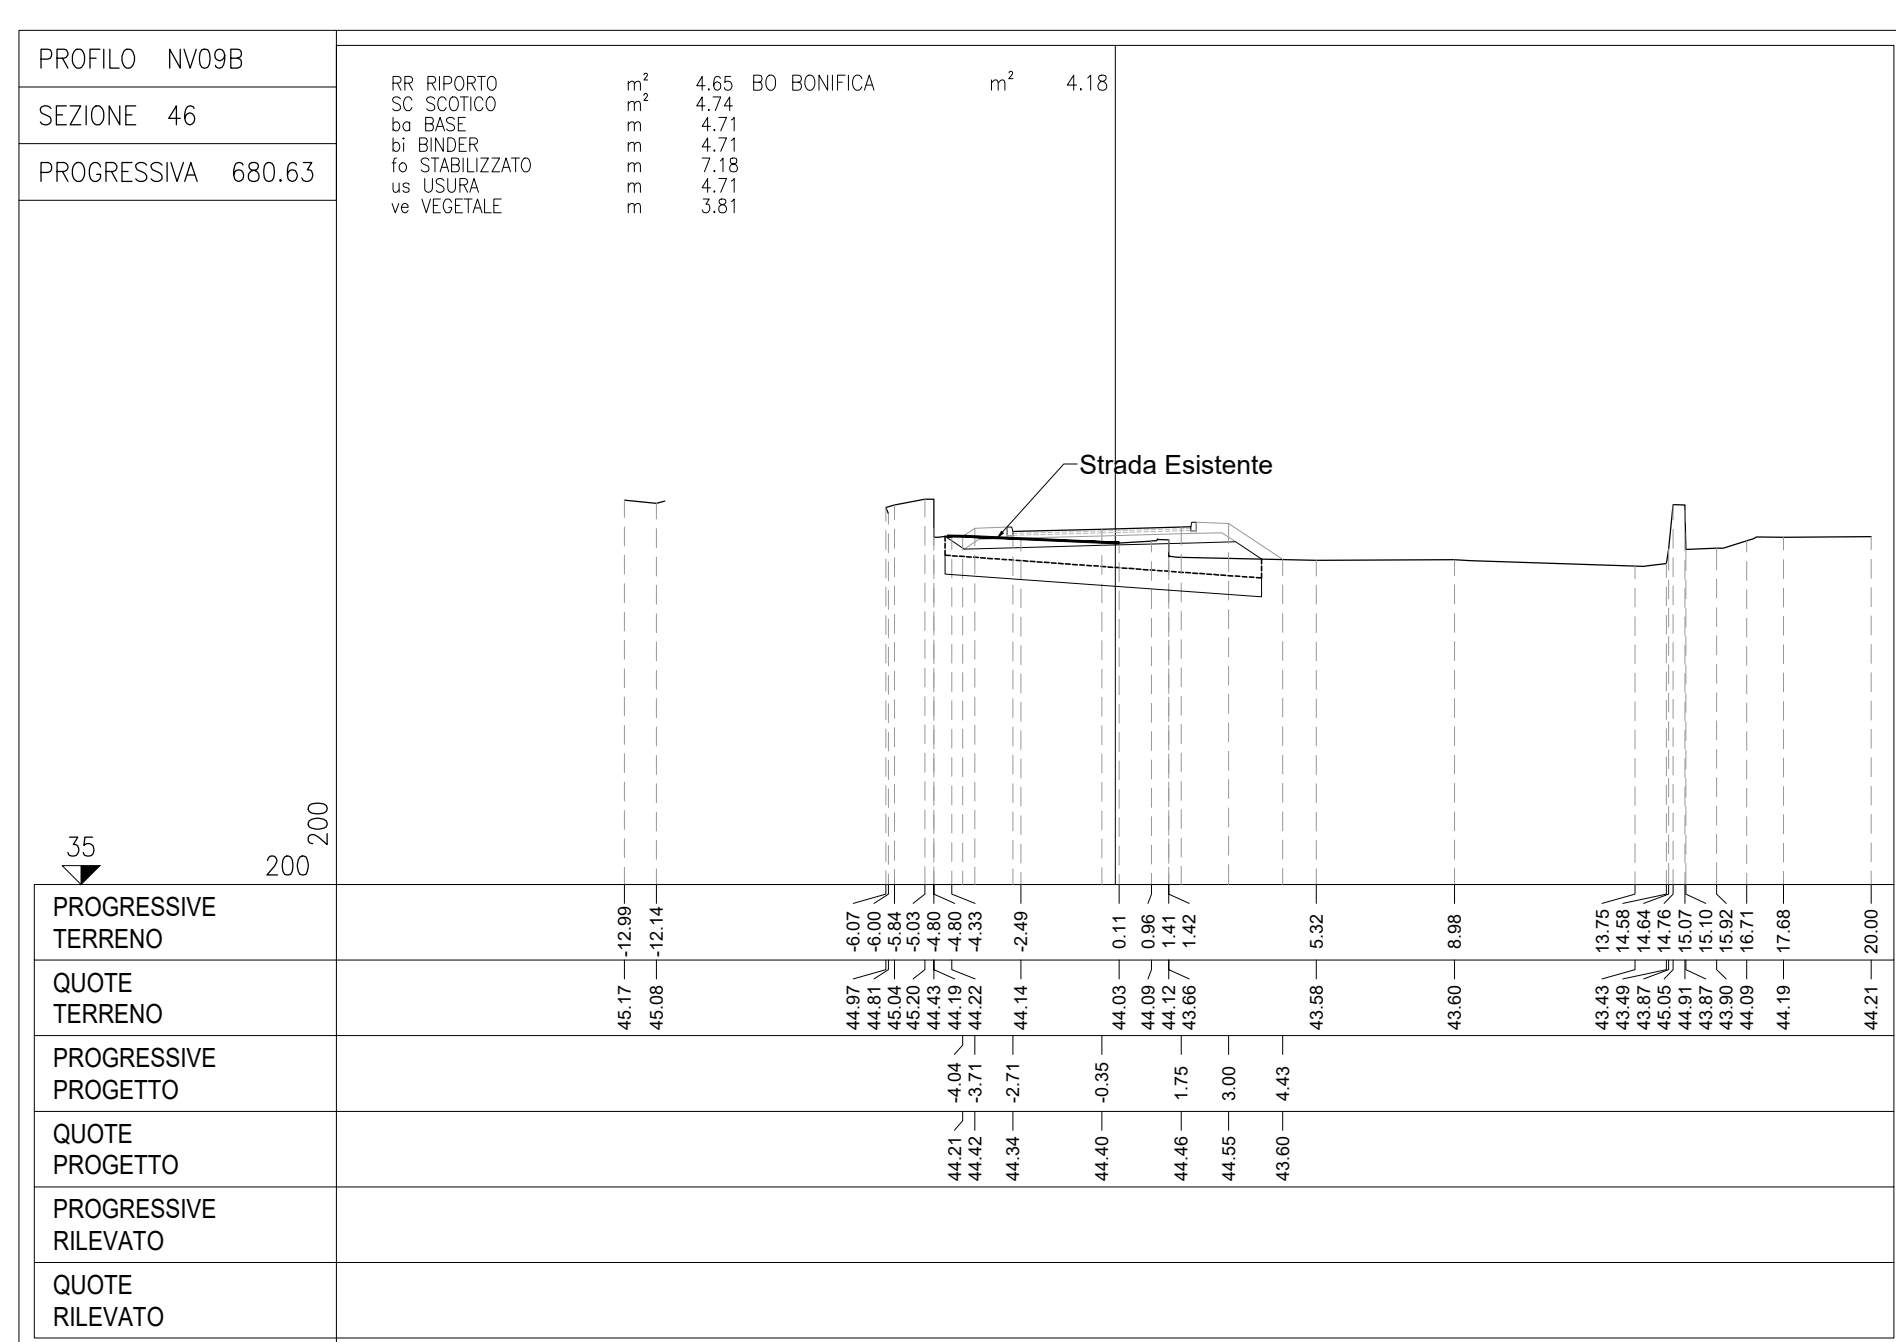 PROFILO NV09B
SEZIONE 46
PROGRESSIVA 680.63
RR RIPORTO m² 4.65 BO BONIFICA m² 4.18
SC SCOTICO m² 4.74
ba BASE m 4.71
bi BINDER m 4.71
fo STABILIZZATO m 7.18
us USURA m 4.71
ve VEGETALE m 3.81
Strada Esistente
200
35
200
PROGRESSIVE
TERRENO
-12.99 -12.14 -6.07 -6.00 -5.84 -5.03 -4.80 -4.80 -4.33 -2.49 0.11 0.96 1.41 1.42 5.32 8.98 13.75 14.58 14.64 14.76 15.07 15.10 15.92 16.71 17.68 20.00
QUOTE
TERRENO
45.17 45.08 44.97 44.81 45.04 45.20 44.43 44.19 44.22 44.14 44.03 44.09 44.12 43.66 43.58 43.60 43.43 43.49 43.87 45.05 44.91 43.87 43.90 44.09 44.19 44.21
PROGRESSIVE
PROGETTO
-4.04 -3.71 -2.71 -0.35 1.75 3.00 4.43
QUOTE
PROGETTO
44.21 44.42 44.34 44.40 44.46 44.55 43.60
PROGRESSIVE
RILEVATO
QUOTE
RILEVATO